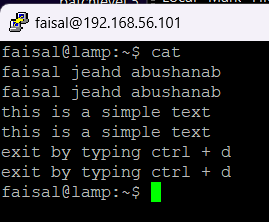 faisal@192.168.56.101
faisal@lamp:~$ cat
faisal jeahd abushanab
faisal jeahd abushanab
this is a simple text
this is a simple text
exit by typing ctrl + d
exit by typing ctrl + d
faisal@lamp:~$